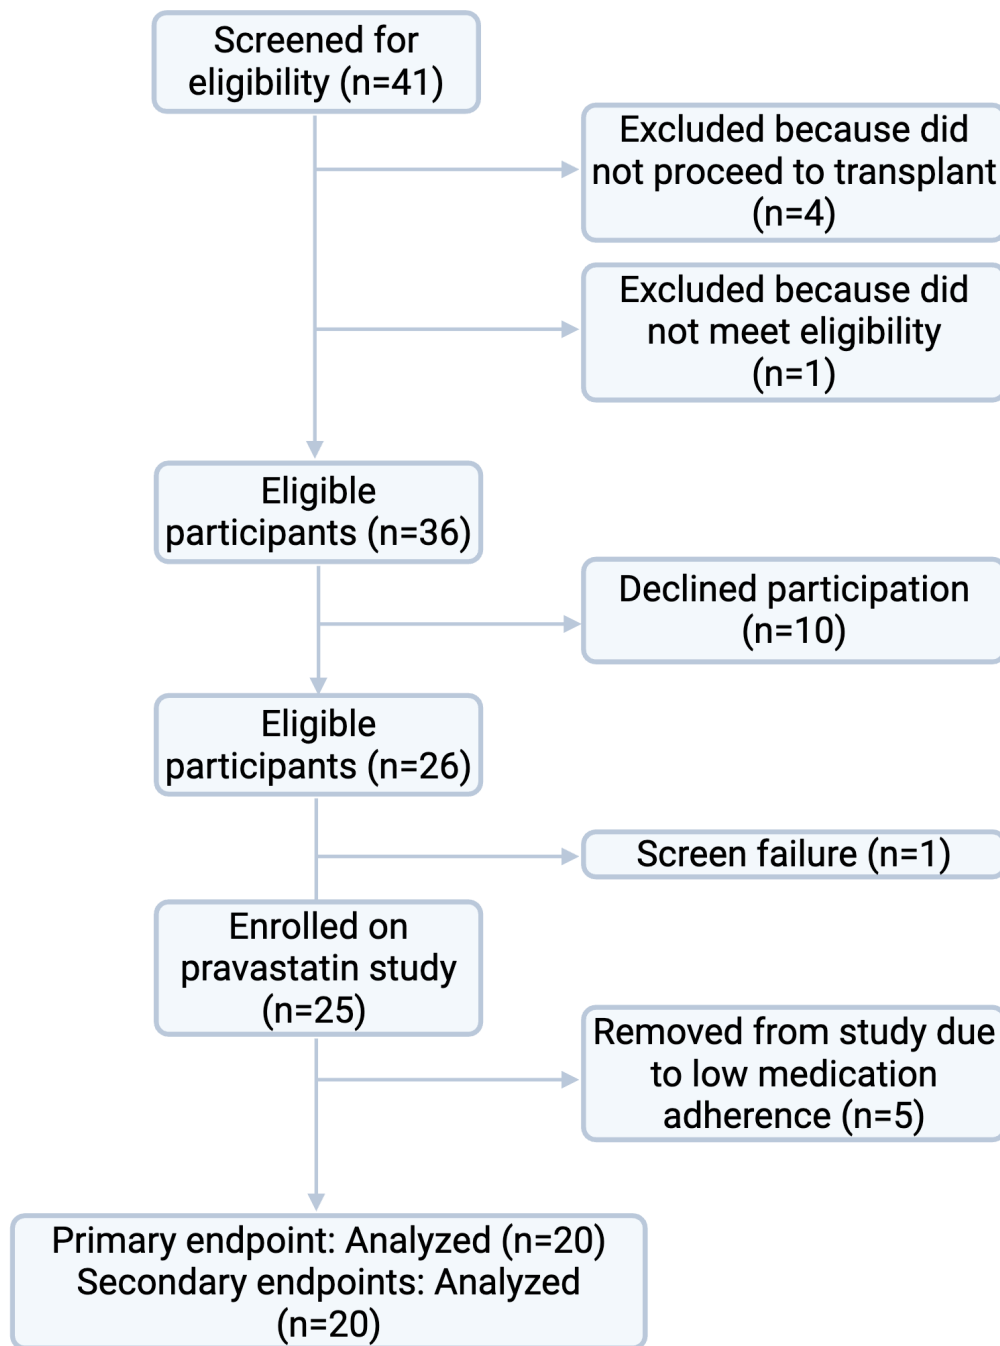 Screened for
eligibility (n=41)
Excluded because did
not proceed to transplant
(n=4)
Excluded because did
not meet eligibility
(n=1)
Eligible
participants (n=36)
Declined participation
(n=10)
Eligible
participants (n=26)
Screen failure (n=1)
Enrolled on
pravastatin study
(n=25)
Removed from study due
to low medication
adherence (n=5)
Primary endpoint: Analyzed (n=20)
Secondary endpoints: Analyzed
(n=20)